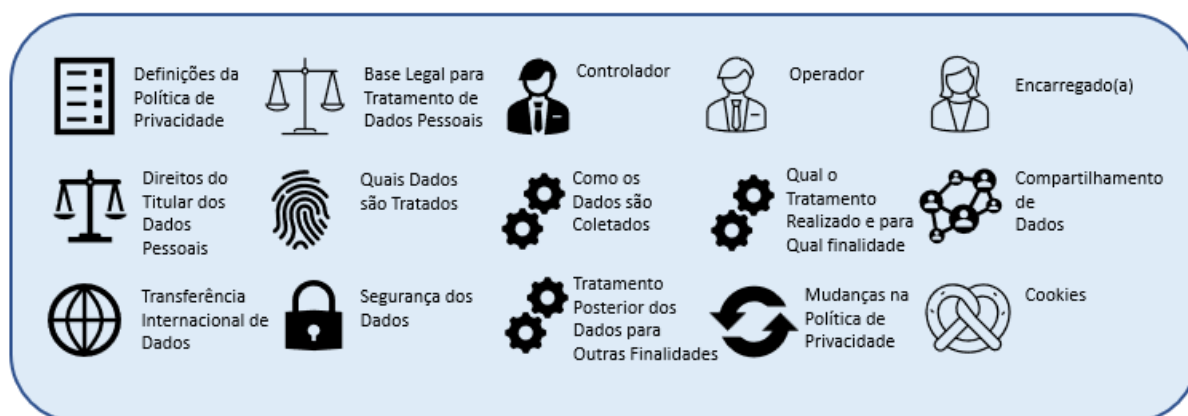 Definições da
Política de
Privacidade
Base Legal para
Tratamento de
Dados Pessoais
Controlador
Operador
Encarregado(a)
Direitos do
Titular dos
Dados
Pessoais
Quais Dados
são Tratados
Como os
Dados são
Coletados
Qual o
Tratamento
Realizado e para
Qual finalidade
Compartilhamento
de
Dados
Transferência
Internacional de
Dados
Segurança dos
Dados
Tratamento
Posterior dos
Dados para
Outras Finalidades
Mudanças na
Política de
Privacidade
Cookies